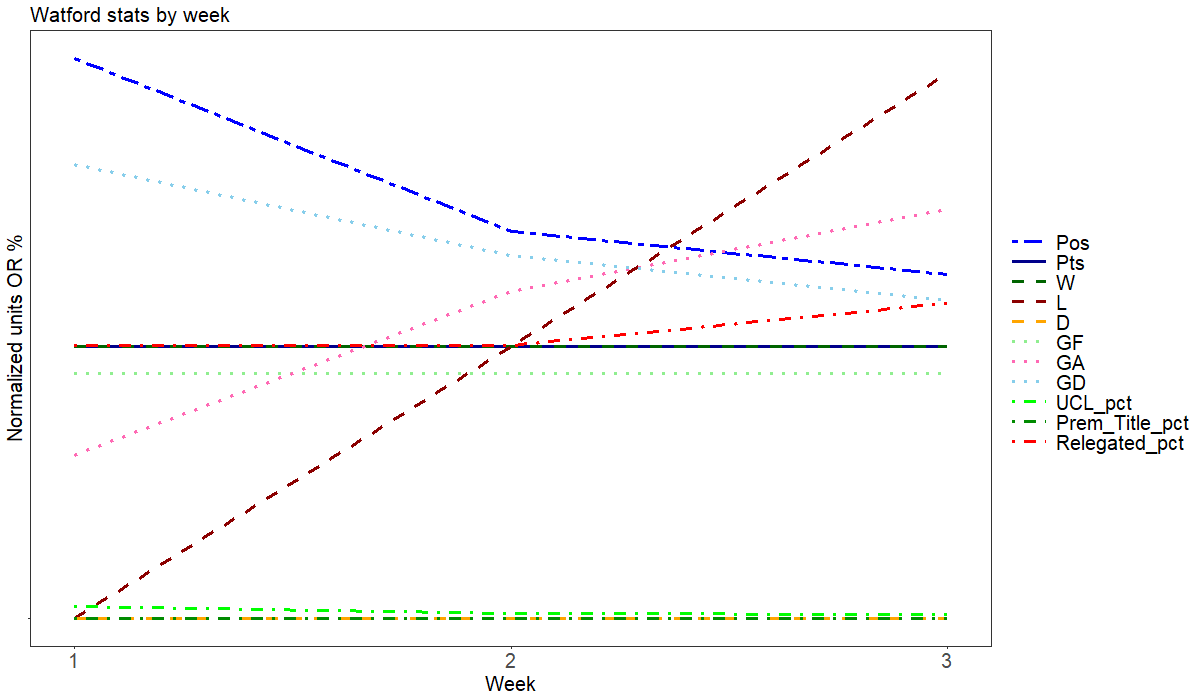 Watford stats by week
Normalized units OR %
Pos
Pts
W
L
D
GF
GA
GD
UCL_pct
Prem_Title_pct
Relegated_pct
1 2 3
Week